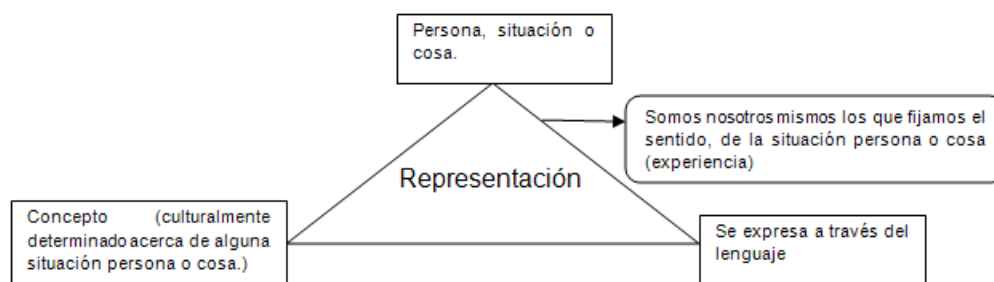 Persona, situación o
cosa.
Somos nosotros mismos los que fijamos el
sentido, de la situación persona o cosa
(experiencia)
Representación
Concepto (culturalmente
determinado acerca de alguna
situación persona o cosa.)
Se expresa a través del
lenguaje